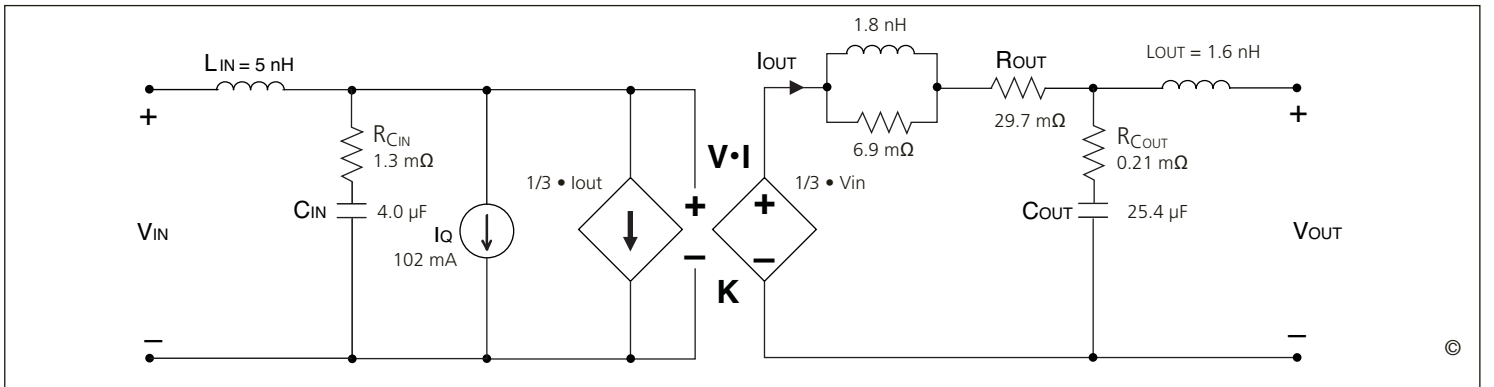 LIN = 5 nH
+
−
VIN
RCIN
1.3 mΩ
CIN
4.0 µF
IQ
102 mA
1/3 • Iout
+
−
V•I
K
1/3 • Vin
+
−
IOUT
1.8 nH
6.9 mΩ
ROUT
29.7 mΩ
RCOUT
0.21 mΩ
COUT
25.4 µF
LOUT = 1.6 nH
+
−
VOUT
©